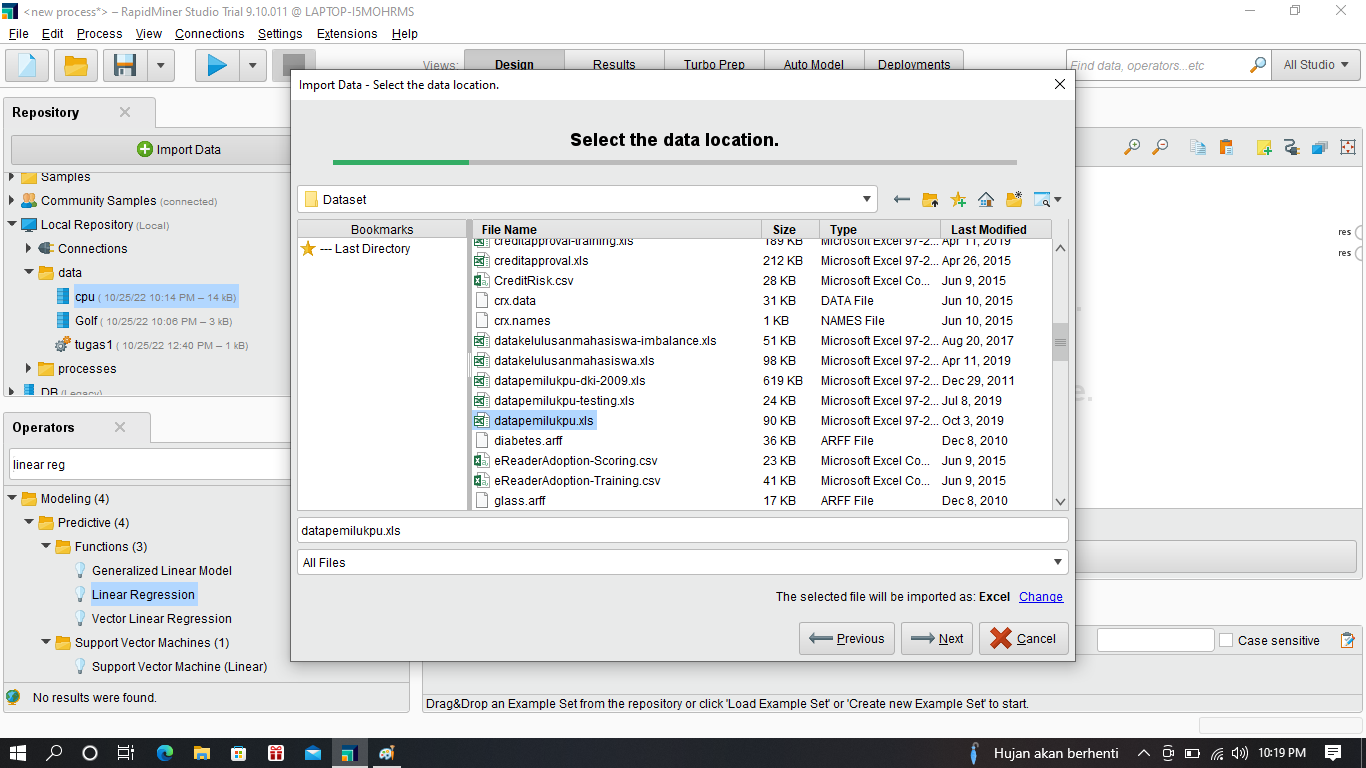 <new process*> – RapidMiner Studio Trial 9.10.011 @ LAPTOP-I5MOHRMS
File Edit Process View Connections Settings Extensions Help
Views: Design Results Turbo Prep Auto Model Deployments
Find data, operators...etc
All Studio
Repository
Import Data
Samples
Community Samples (connected)
Local Repository (Local)
Connections
data
cpu ( 10/25/22 10:14 PM – 14 kB)
Golf ( 10/25/22 10:06 PM – 3 kB)
tugas1 ( 10/25/22 12:40 PM – 1 kB)
processes
DB (Legacy)
Operators
linear reg
Modeling (4)
Predictive (4)
Functions (3)
Generalized Linear Model
Linear Regression
Vector Linear Regression
Support Vector Machines (1)
Support Vector Machine (Linear)
No results were found.
Import Data - Select the data location.
Select the data location.
Dataset
Bookmarks
--- Last Directory
File Name Size Type Last Modified
creditapproval-training.xls 189 KB Microsoft Excel 97-2... Apr 11, 2019
creditapproval.xls 212 KB Microsoft Excel 97-2... Apr 26, 2015
CreditRisk.csv 28 KB Microsoft Excel Co... Jun 9, 2015
crx.data 31 KB DATA File Jun 10, 2015
crx.names 1 KB NAMES File Jun 10, 2015
datakelulusanmahasiswa-imbalance.xls 51 KB Microsoft Excel 97-2... Aug 20, 2017
datakelulusanmahasiswa.xls 98 KB Microsoft Excel 97-2... Apr 11, 2019
datapemilukpu-dki-2009.xls 619 KB Microsoft Excel 97-2... Dec 29, 2011
datapemilukpu-testing.xls 24 KB Microsoft Excel 97-2... Jul 8, 2019
datapemilukpu.xls 90 KB Microsoft Excel 97-2... Oct 3, 2019
diabetes.arff 36 KB ARFF File Dec 8, 2010
eReaderAdoption-Scoring.csv 23 KB Microsoft Excel Co... Jun 9, 2015
eReaderAdoption-Training.csv 41 KB Microsoft Excel Co... Jun 9, 2015
glass.arff 17 KB ARFF File Dec 8, 2010
datapemilukpu.xls
All Files
The selected file will be imported as: Excel Change
Previous Next Cancel
res
res
e.
Case sensitive
Drag&Drop an Example Set from the repository or click 'Load Example Set' or 'Create new Example Set' to start.
Hujan akan berhenti
10:19 PM